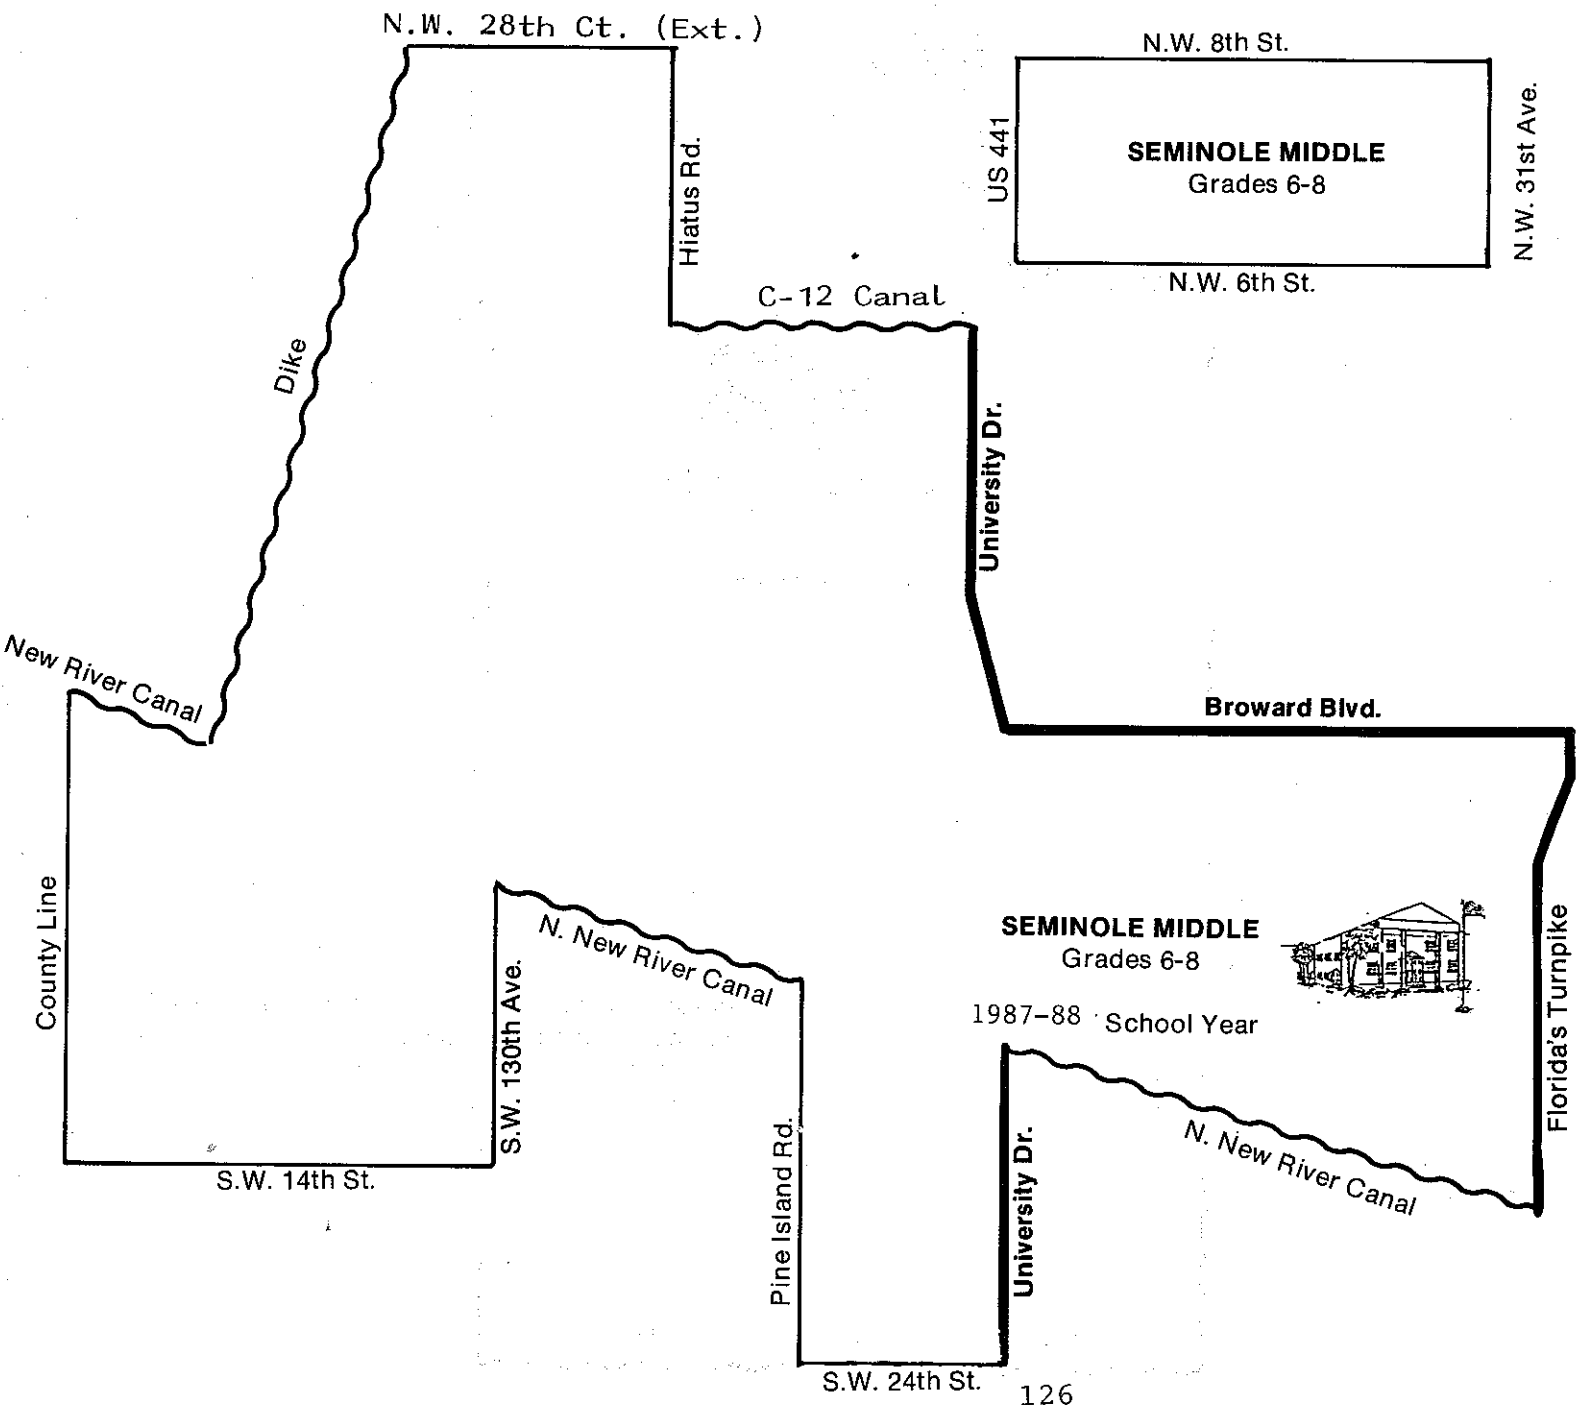 N.W. 28th Ct. (Ext.)
N.W. 8th St.
US 441
SEMINOLE MIDDLE
Grades 6-8
N.W. 31st Ave.
N.W. 6th St.
Hiatus Rd.
C-12 Canal
Dike
University Dr.
New River Canal
Broward Blvd.
County Line
N. New River Canal
S.W. 130th Ave.
SEMINOLE MIDDLE
Grades 6-8
1987-88 School Year
Florida's Turnpike
N. New River Canal
Pine Island Rd.
University Dr.
S.W. 14th St.
S.W. 24th St.
126